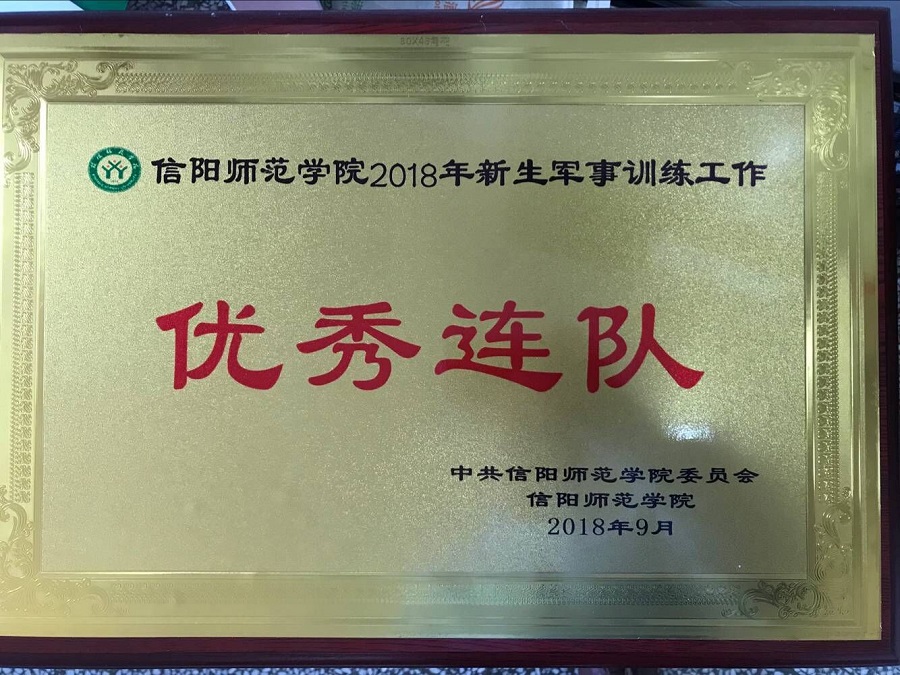 信阳师范学院2018年新生军事训练工作
优秀连队
中共信阳师范学院委员会
信阳师范学院
2018年9月